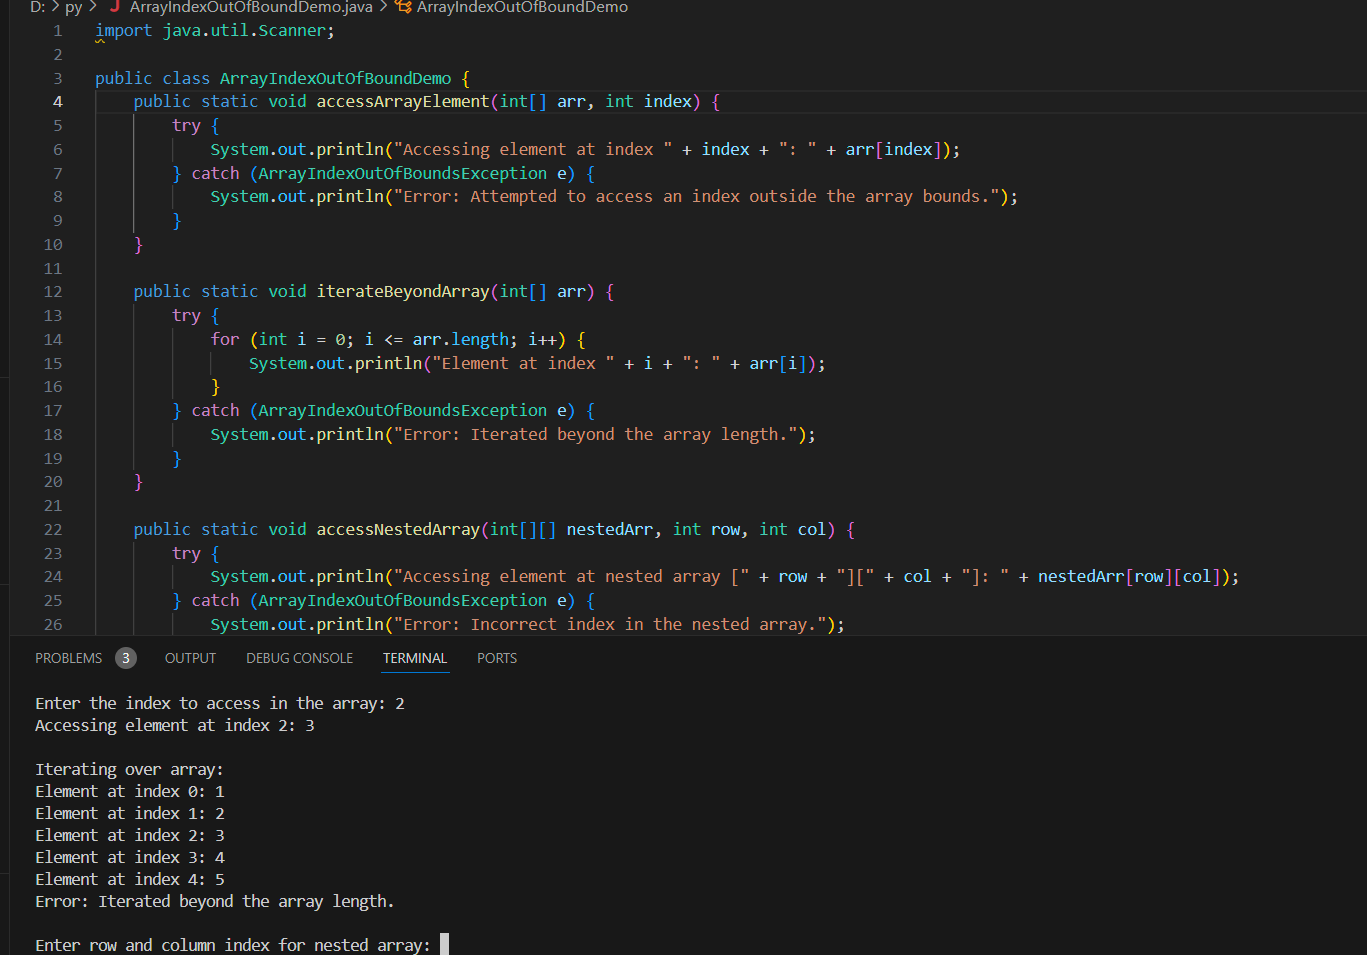 D: > py > J ArrayIndexOutOfBoundDemo.java > ArrayIndexOutOfBoundDemo
1 import java.util.Scanner;
2
3 public class ArrayIndexOutOfBoundDemo {
4 public static void accessArrayElement(int[] arr, int index) {
5 try {
6 System.out.println("Accessing element at index " + index + ": " + arr[index]);
7 } catch (ArrayIndexOutOfBoundsException e) {
8 System.out.println("Error: Attempted to access an index outside the array bounds.");
9 }
10 }
11
12 public static void iterateBeyondArray(int[] arr) {
13 try {
14 for (int i = 0; i <= arr.length; i++) {
15 System.out.println("Element at index " + i + ": " + arr[i]);
16 }
17 } catch (ArrayIndexOutOfBoundsException e) {
18 System.out.println("Error: Iterated beyond the array length.");
19 }
20 }
21
22 public static void accessNestedArray(int[][] nestedArr, int row, int col) {
23 try {
24 System.out.println("Accessing element at nested array [" + row + "][" + col + "]: " + nestedArr[row][col]);
25 } catch (ArrayIndexOutOfBoundsException e) {
26 System.out.println("Error: Incorrect index in the nested array.");
PROBLEMS 3 OUTPUT DEBUG CONSOLE TERMINAL PORTS
Enter the index to access in the array: 2
Accessing element at index 2: 3
Iterating over array:
Element at index 0: 1
Element at index 1: 2
Element at index 2: 3
Element at index 3: 4
Element at index 4: 5
Error: Iterated beyond the array length.
Enter row and column index for nested array: